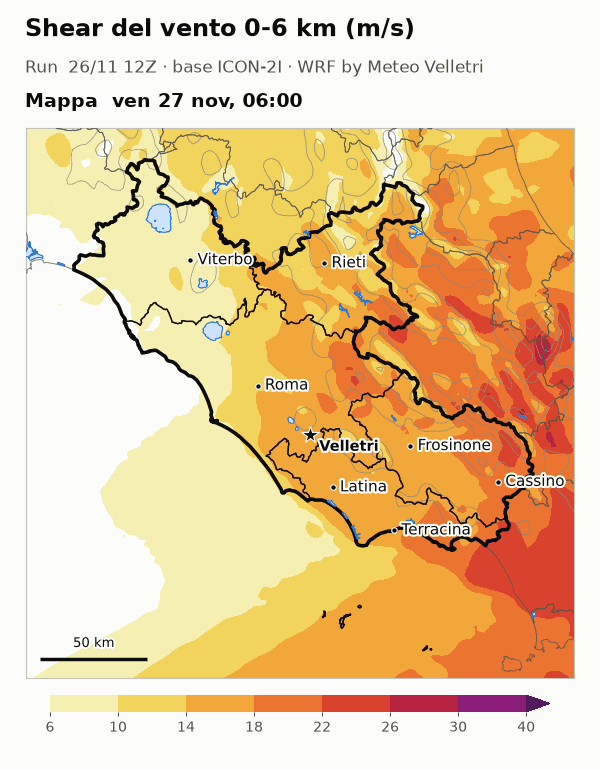 Shear del vento 0-6 km (m/s)
Run  26/11 12Z · base ICON-2I · WRF by Meteo Velletri
Mappa  ven 27 nov, 06:00
Viterbo
Rieti
Roma
Velletri
Frosinone
Cassino
Latina
Terracina
50 km
6 10 14 18 22 26 30 40